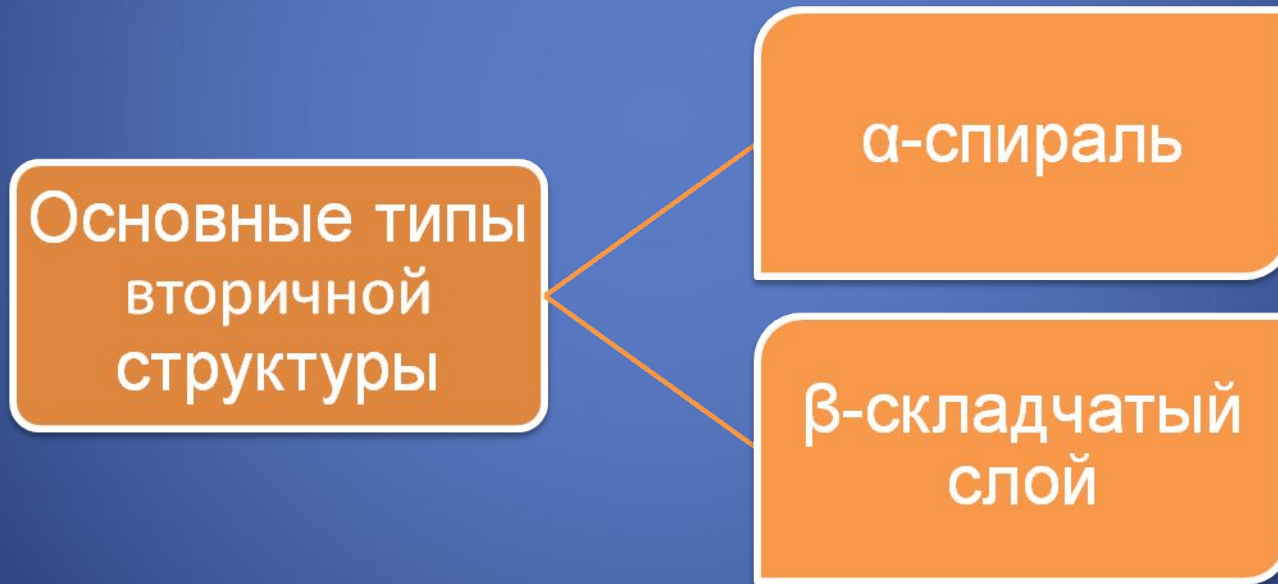 Основные типы
вторичной
структуры
α-спираль
β-складчатый
слой